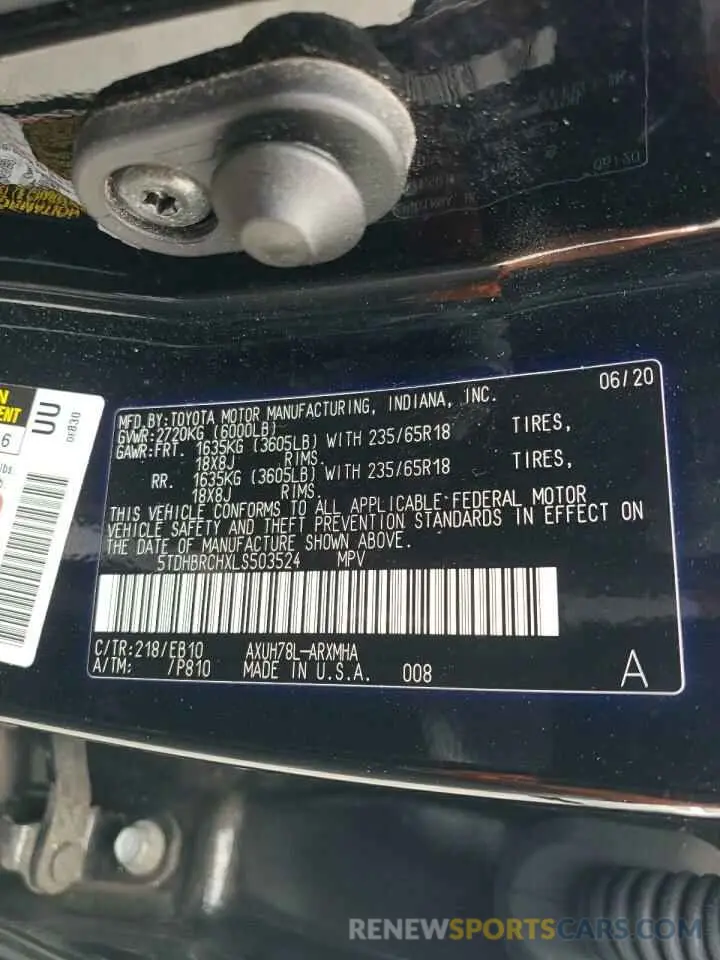 MFD.BY:TOYOTA MOTOR MANUFACTURING, INDIANA, INC. 06/20
GVWR:2720KG (6000LB)
GAWR:FRT. 1635KG (3605LB) WITH 235/65R18 TIRES,
18X8J RIMS
RR. 1635KG (3605LB) WITH 235/65R18 TIRES,
18X8J RIMS
THIS VEHICLE CONFORMS TO ALL APPLICABLE FEDERAL MOTOR
VEHICLE SAFETY AND THEFT PREVENTION STANDARDS IN EFFECT ON
THE DATE OF MANUFACTURE SHOWN ABOVE.
5TDHBRCHXLS503524 MPV
C/TR:218/EB10 AXUH78L-ARXMHA
A/TM: /P810 MADE IN U.S.A. 008 A
RENEWSPORTSCARS.COM